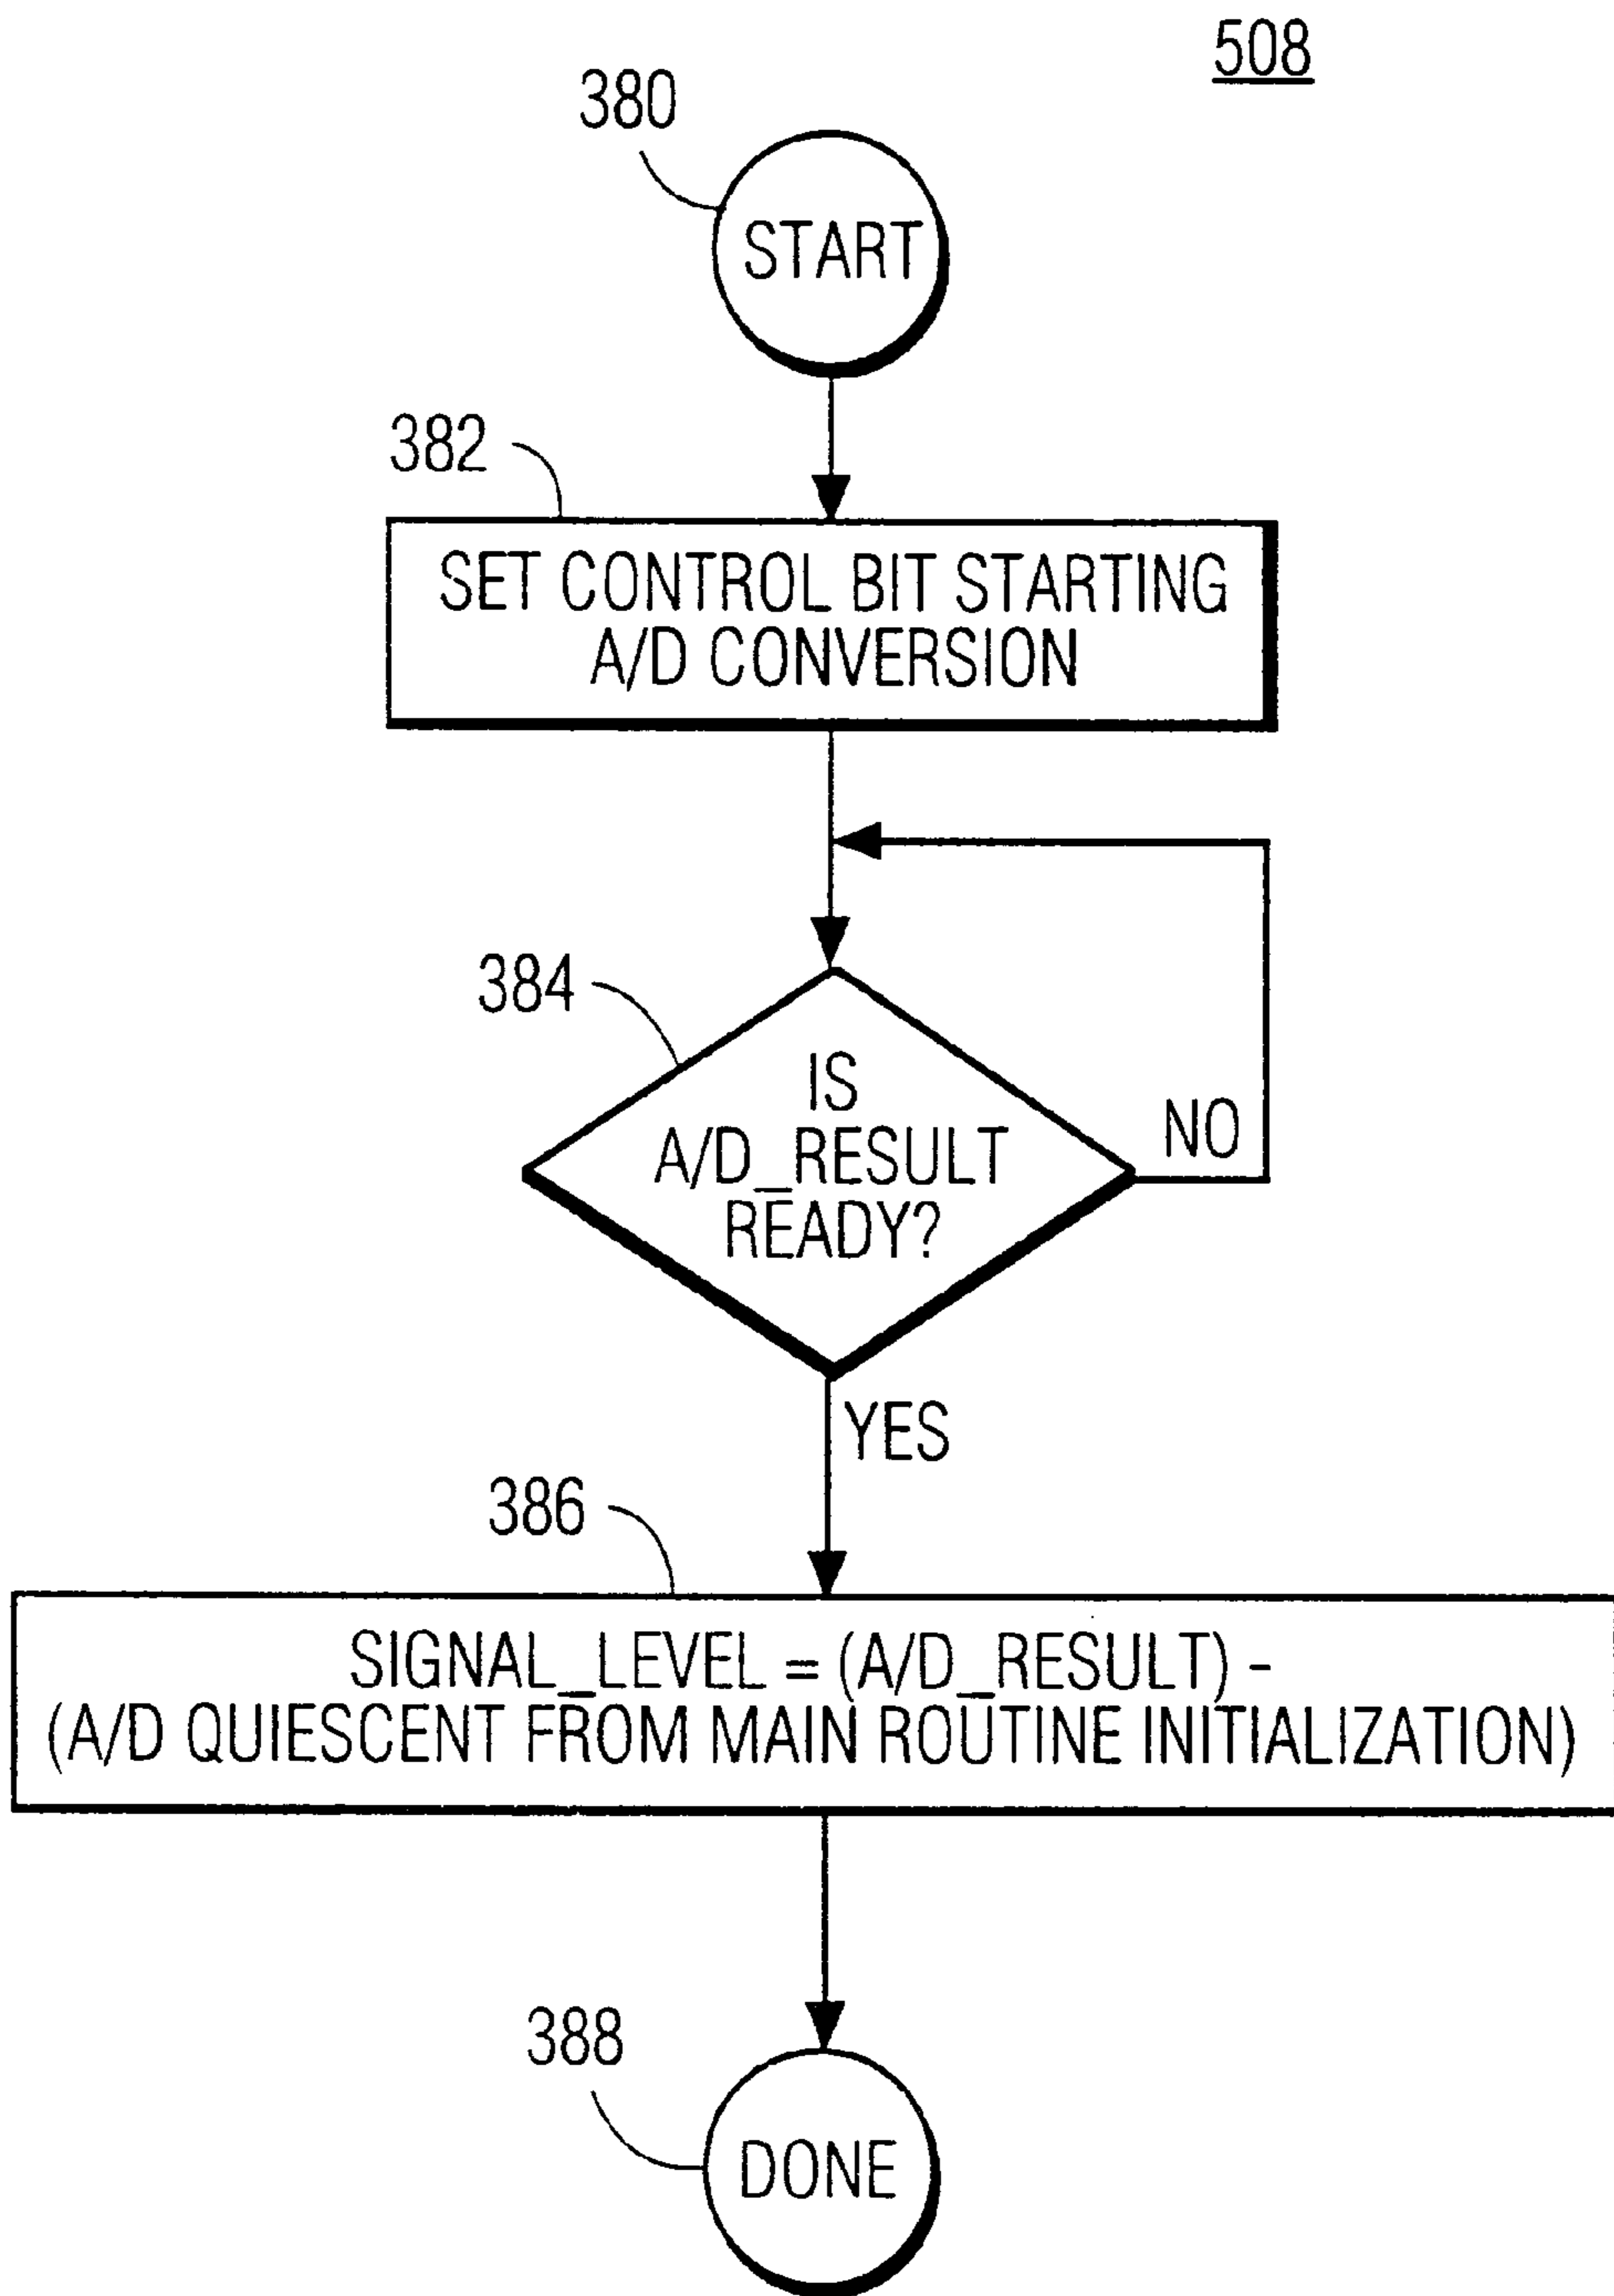 508
380
START
382
SET CONTROL BIT STARTING
A/D CONVERSION
384
IS
A/D_RESULT
READY?
NO
YES
386
SIGNAL_LEVEL = (A/D_RESULT) -
(A/D QUIESCENT FROM MAIN ROUTINE INITIALIZATION)
388
DONE